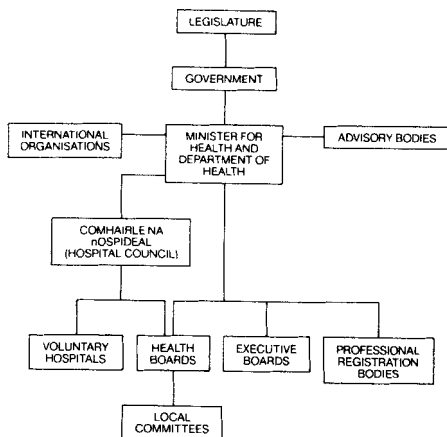 LEGISLATURE
GOVERNMENT
INTERNATIONAL
ORGANISATIONS
MINISTER FOR
HEALTH AND
DEPARTMENT OF
HEALTH
ADVISORY BODIES
COMHAIRLE NA
nOSPIDEAL
(HOSPITAL COUNCIL)
VOLUNTARY
HOSPITALS
HEALTH
BOARDS
EXECUTIVE
BOARDS
PROFESSIONAL
REGISTRATION
BODIES
LOCAL
COMMITTEES